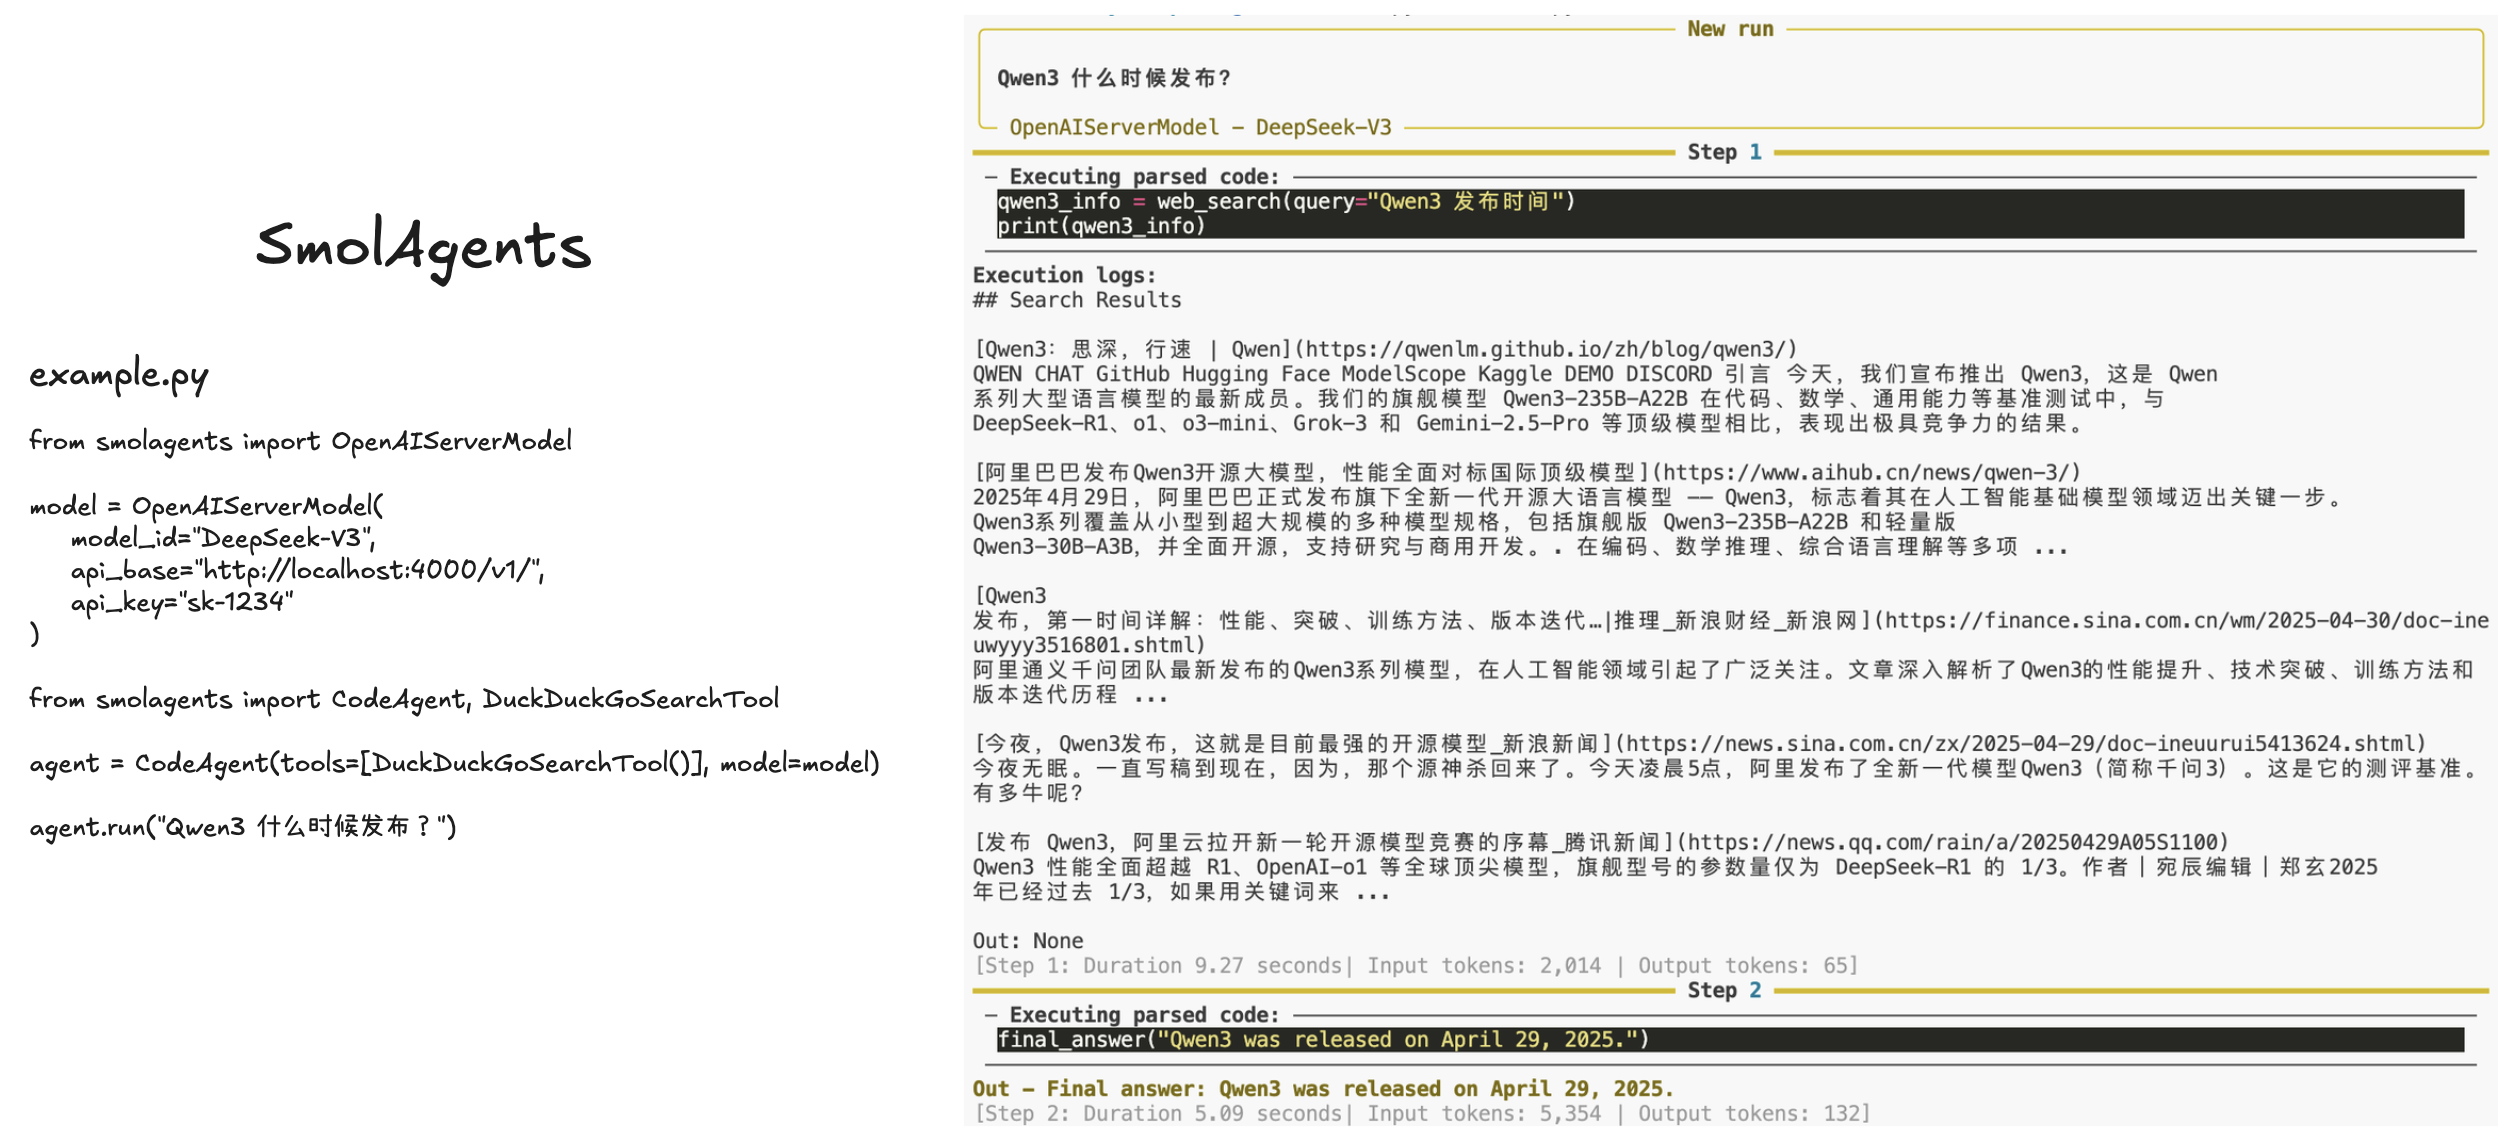 SmolAgents
example.py
from smolagents import OpenAIServerModel
model = OpenAIServerModel(
model_id="DeepSeek-V3",
api_base="http://localhost:4000/v1/",
api_key="sk-1234"
)
from smolagents import CodeAgent, DuckDuckGoSearchTool
agent = CodeAgent(tools=[DuckDuckGoSearchTool()], model=model)
agent.run("Qwen3 什么时候发布？")
New run
Qwen3 什么时候发布？
OpenAIServerModel - DeepSeek-V3
Step 1
Executing parsed code:
qwen3_info = web_search(query="Qwen3 发布时间")
print(qwen3_info)
Execution logs:
## Search Results
[Qwen3：思深，行速 | Qwen](https://qwenlm.github.io/zh/blog/qwen3/)
QWEN CHAT GitHub Hugging Face ModelScope Kaggle DEMO DISCORD 引言 今天，我们宣布推出 Qwen3，这是 Qwen
系列大型语言模型的最新成员。我们的旗舰模型 Qwen3-235B-A22B 在代码、数学、通用能力等基准测试中，与
DeepSeek-R1、o1、o3-mini、Grok-3 和 Gemini-2.5-Pro 等顶级模型相比，表现出极具竞争力的结果。
[阿里巴巴发布Qwen3开源大模型，性能全面对标国际顶级模型](https://www.aihub.cn/news/qwen-3/)
2025年4月29日，阿里巴巴正式发布旗下全新一代开源大语言模型 —— Qwen3，标志着其在人工智能基础模型领域迈出关键一步。
Qwen3系列覆盖从小型到超大规模的多种模型规格，包括旗舰版 Qwen3-235B-A22B 和轻量版
Qwen3-30B-A3B，并全面开源，支持研究与商用开发。. 在编码、数学推理、综合语言理解等多项 ...
[Qwen3
发布，第一时间详解：性能、突破、训练方法、版本迭代…|推理_新浪财经_新浪网](https://finance.sina.com.cn/wm/2025-04-30/doc-ine
uwyyy3516801.shtml)
阿里通义千问团队最新发布的Qwen3系列模型，在人工智能领域引起了广泛关注。文章深入解析了Qwen3的性能提升、技术突破、训练方法和
版本迭代历程 ...
[今夜，Qwen3发布，这就是目前最强的开源模型_新浪新闻](https://news.sina.com.cn/zx/2025-04-29/doc-ineuurui5413624.shtml)
今夜无眠。一直写稿到现在，因为，那个源神杀回来了。今天凌晨5点，阿里发布了全新一代模型Qwen3（简称千问3）。这是它的测评基准。
有多牛呢？
[发布 Qwen3，阿里云拉开新一轮开源模型竞赛的序幕_腾讯新闻](https://news.qq.com/rain/a/20250429A05S1100)
Qwen3 性能全面超越 R1、OpenAI-o1 等全球顶尖模型，旗舰型号的参数量仅为 DeepSeek-R1 的 1/3。作者｜宛辰编辑｜郑玄2025
年已经过去 1/3，如果用关键词来 ...
Out: None
[Step 1: Duration 9.27 seconds| Input tokens: 2,014 | Output tokens: 65]
Step 2
Executing parsed code:
final_answer("Qwen3 was released on April 29, 2025.")
Out - Final answer: Qwen3 was released on April 29, 2025.
[Step 2: Duration 5.09 seconds| Input tokens: 5,354 | Output tokens: 132]